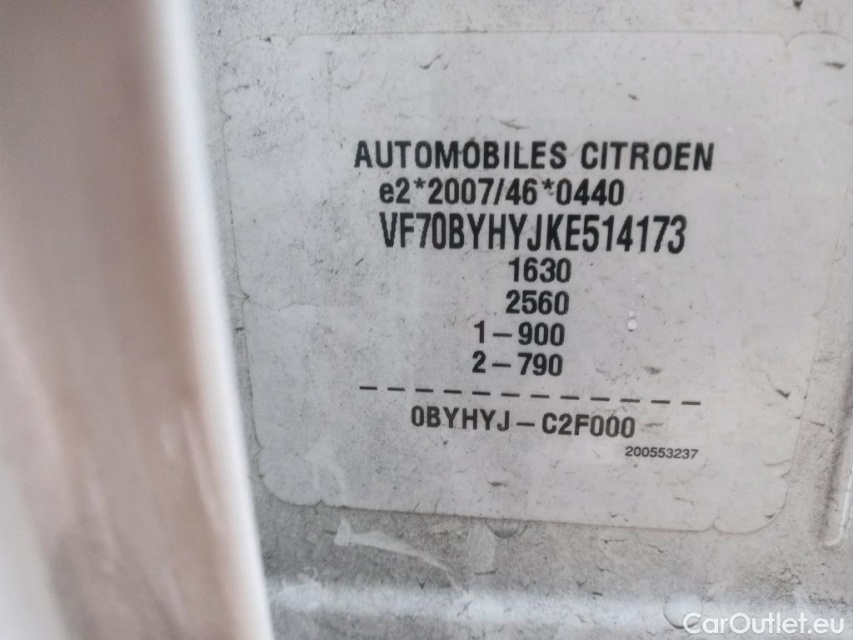 AUTOMOBILES CITROEN
e2*2007/46*0440
VF70BYHYJKE514173
1630
2560
1-900
2-790
-------------
0BYHYJ-C2F000
200553237
CarOutlet.eu